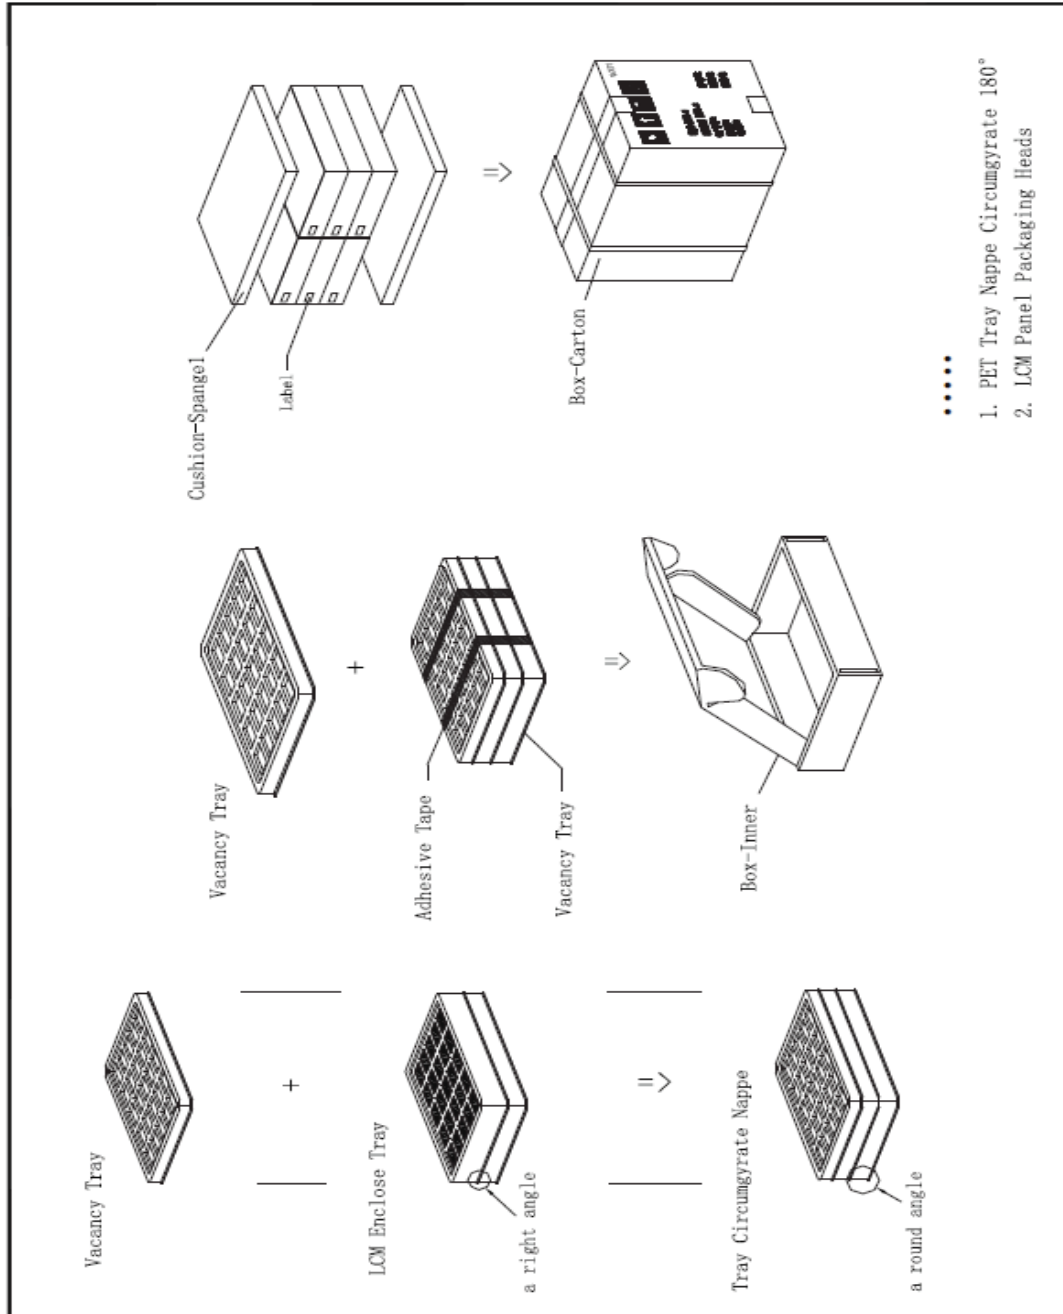 Vacancy Tray
+
LCM Enclose Tray
a right angle
Tray Circumgyrate Nappe
a round angle
Vacancy Tray
+
Adhesive Tape
Vacancy Tray
Box-Inner
Cushion-Spangel
Label
Box-Carton
1. PET Tray Nappe Circumgyrate 180°
2. LCM Panel Packaging Heads